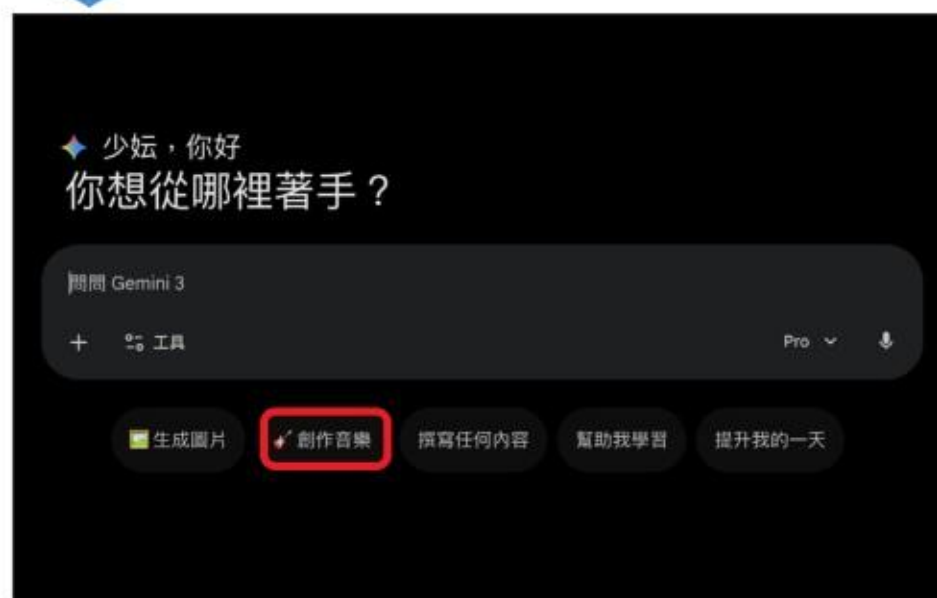 少妘，你好
你想從哪裡著手？
問問 Gemini 3
工具
Pro
生成圖片
創作音樂
撰寫任何內容
幫助我學習
提升我的一天